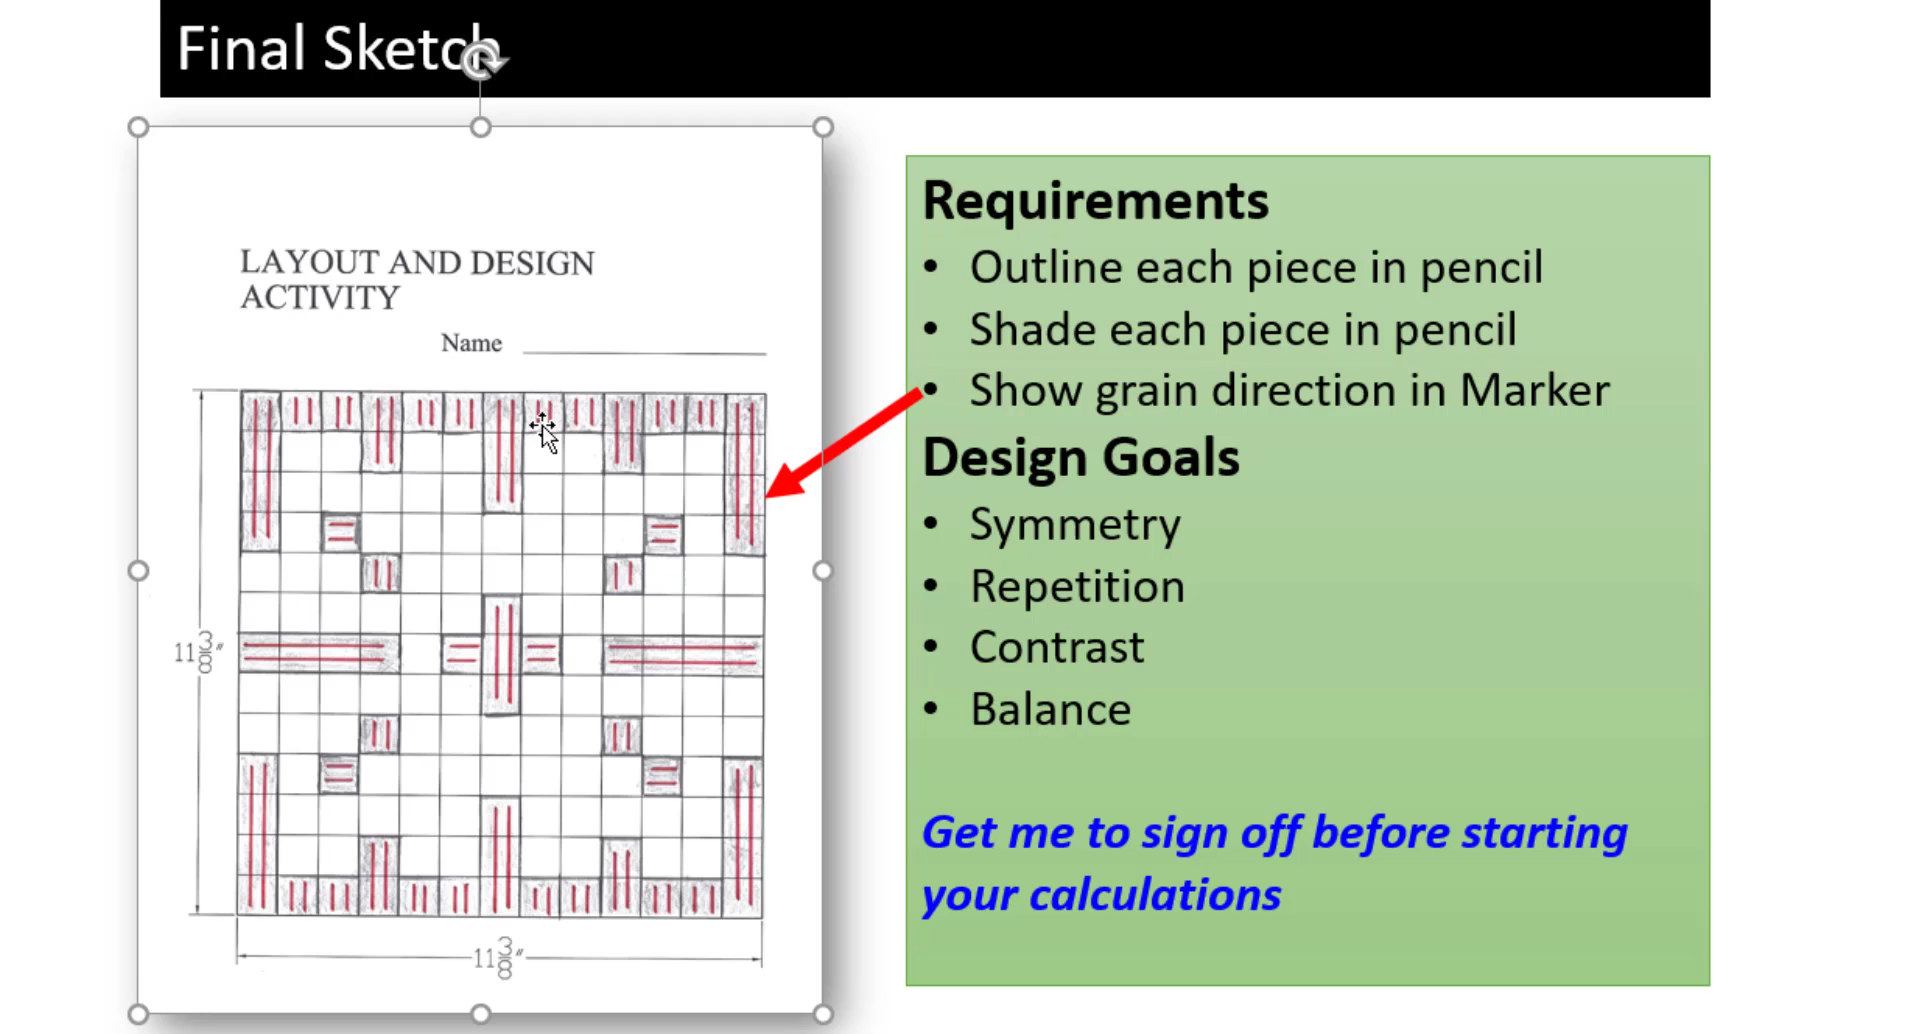 Final Sketch
LAYOUT AND DESIGN
ACTIVITY
Name
11 3/8"
11 3/8"
Requirements
• Outline each piece in pencil
• Shade each piece in pencil
• Show grain direction in Marker
Design Goals
• Symmetry
• Repetition
• Contrast
• Balance
Get me to sign off before starting
your calculations